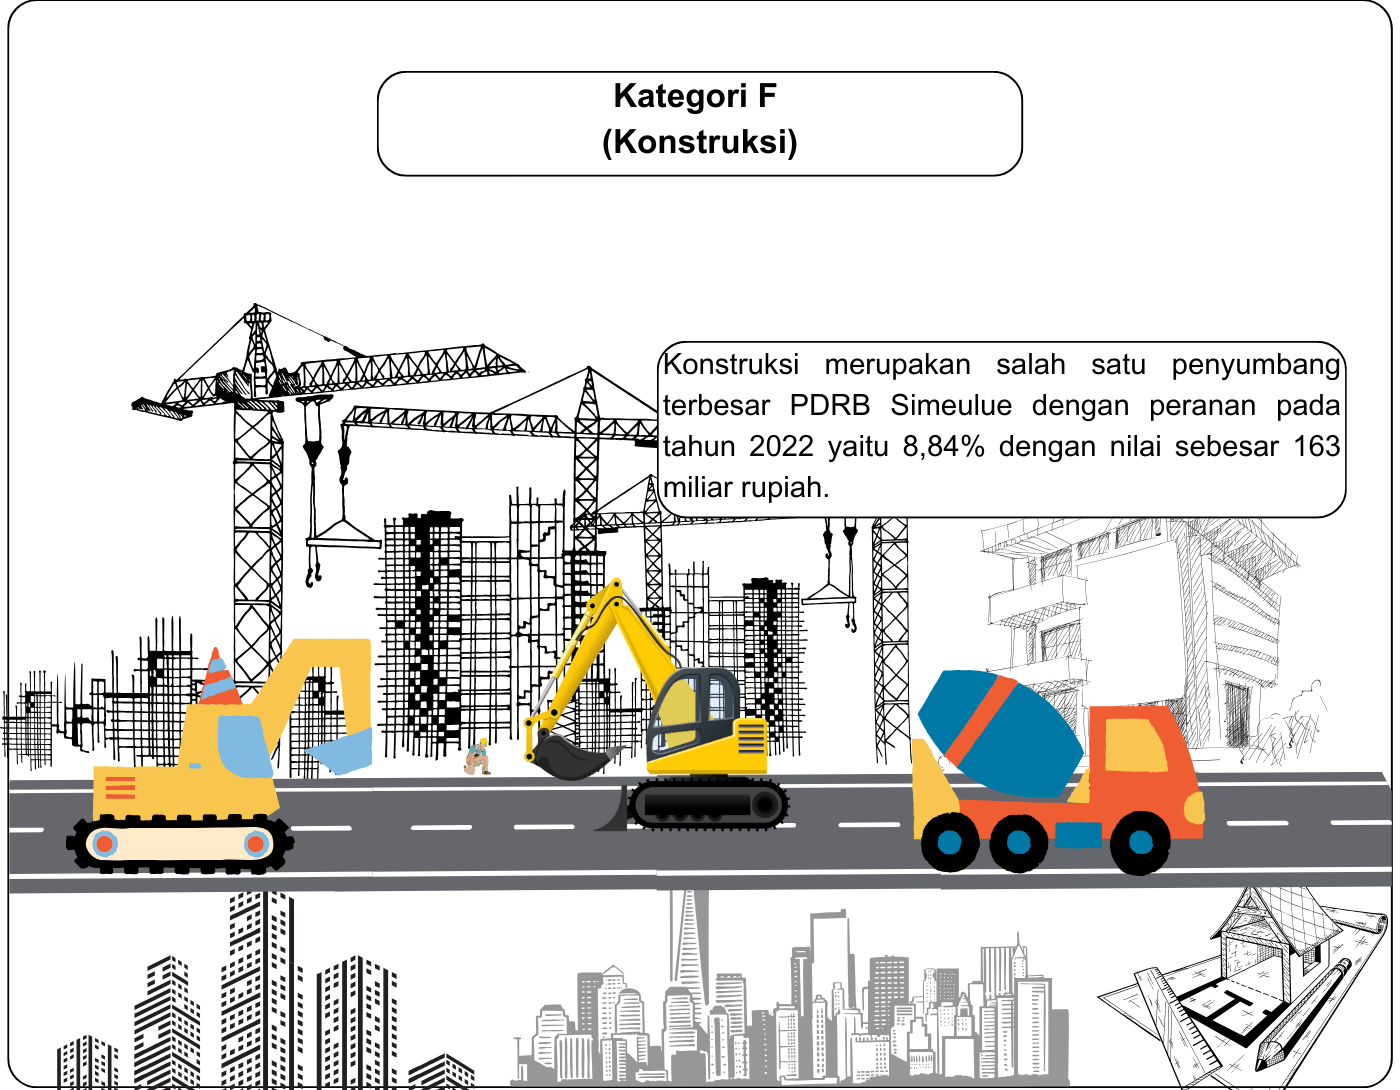 Kategori F
(Konstruksi)
Konstruksi merupakan salah satu penyumbang
terbesar PDRB Simeulue dengan peranan pada
tahun 2022 yaitu 8,84% dengan nilai sebesar 163
miliar rupiah.